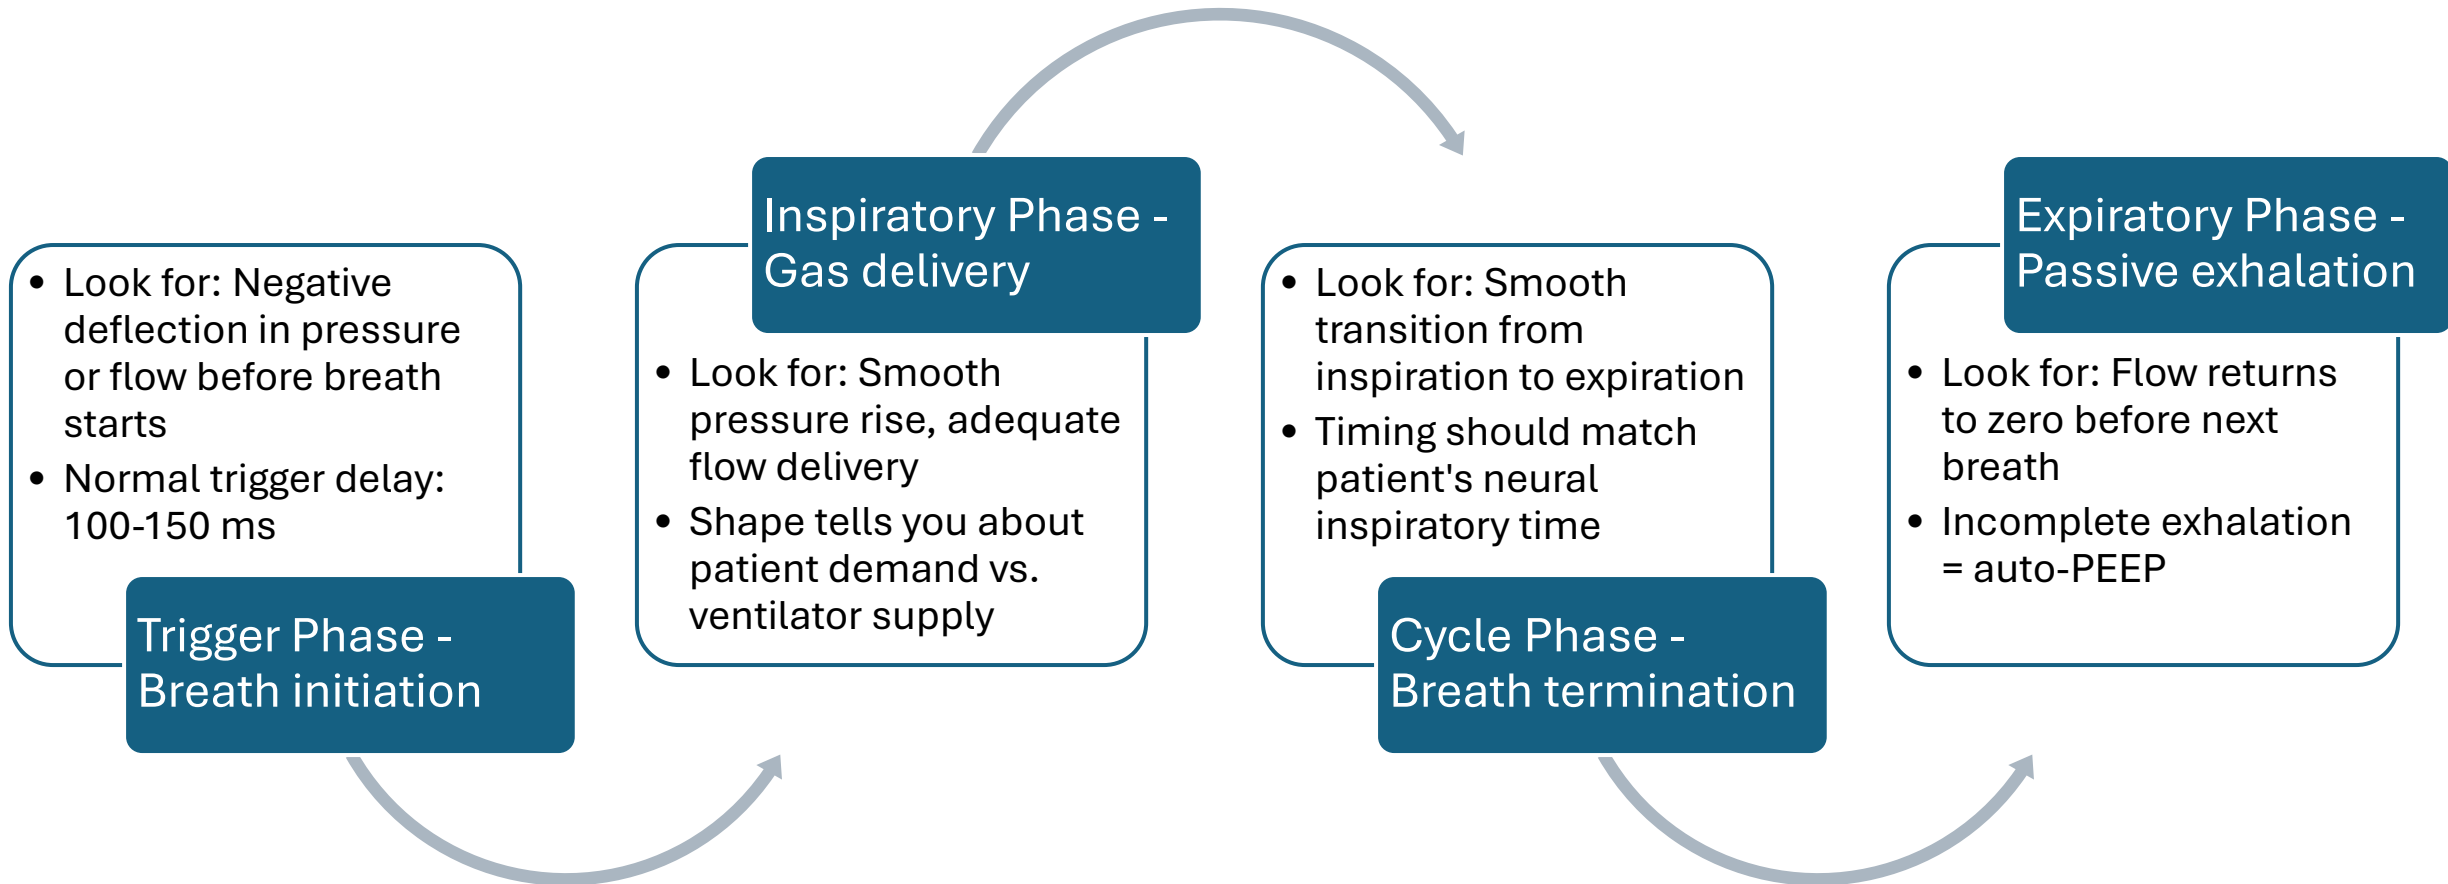 • Look for: Negative
deflection in pressure
or flow before breath
starts
• Normal trigger delay:
100-150 ms
Trigger Phase -
Breath initiation
Inspiratory Phase -
Gas delivery
• Look for: Smooth
pressure rise, adequate
flow delivery
• Shape tells you about
patient demand vs.
ventilator supply
• Look for: Smooth
transition from
inspiration to expiration
• Timing should match
patient's neural
inspiratory time
Cycle Phase -
Breath termination
Expiratory Phase -
Passive exhalation
• Look for: Flow returns
to zero before next
breath
• Incomplete exhalation
= auto-PEEP